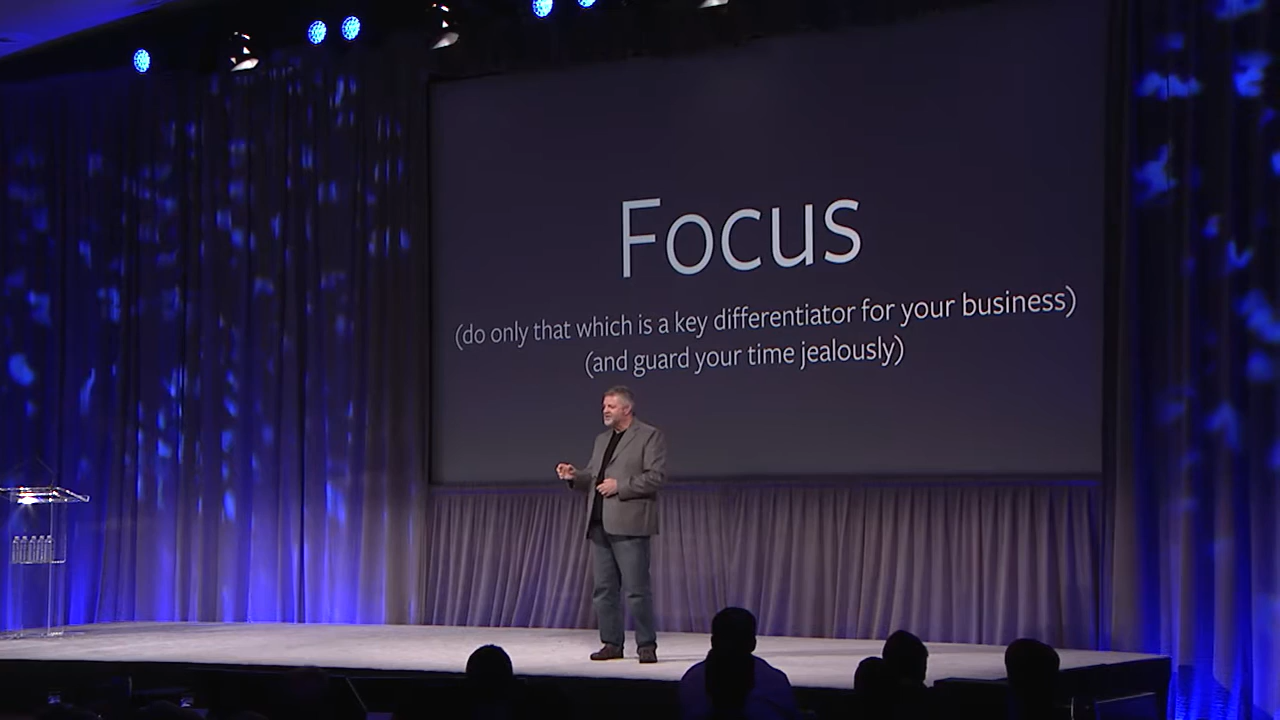 Focus
(do only that which is a key differentiator for your business)
(and guard your time jealously)